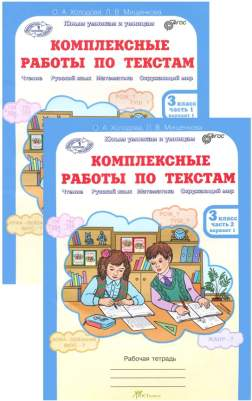 О. А. Холодова, Л. В. Мищенкова
Юным умникам и умницам
ФГОС
КОМПЛЕКСНЫЕ
РАБОТЫ ПО ТЕКСТАМ
Чтение Русский язык Математика Окружающий мир
3 класс
часть 1
вариант 1
О. А. Холодова, Л. В. Мищенкова
Юным умникам и умницам
ФГОС
КОМПЛЕКСНЫЕ
РАБОТЫ ПО ТЕКСТАМ
Чтение Русский язык Математика Окружающий мир
3 класс
часть 2
вариант 1
ЖАНР...?
Рабочая тетрадь